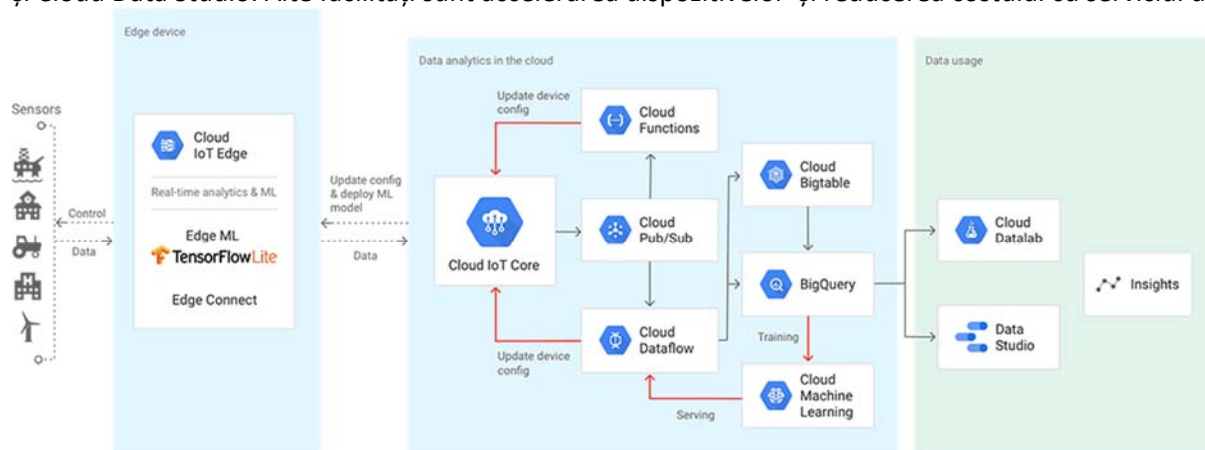 și Cloud Data Studio. Alte facilități sunt accelerarea dispozitivelor și reducerea costului cu serviciul
Edge device
Data analytics in the cloud
Data usage
Sensors
Control
Data
Cloud
IoT Edge
Real-time analytics & ML
Edge ML
TensorFlow Lite
Edge Connect
Update config
& deploy ML
model
Data
Update device
config
Cloud IoT Core
Update device
config
Cloud
Functions
Cloud
Pub/Sub
Cloud
Dataflow
Cloud
Bigtable
BigQuery
Training
Cloud
Machine
Learning
Serving
Cloud
Datalab
Data
Studio
Insights